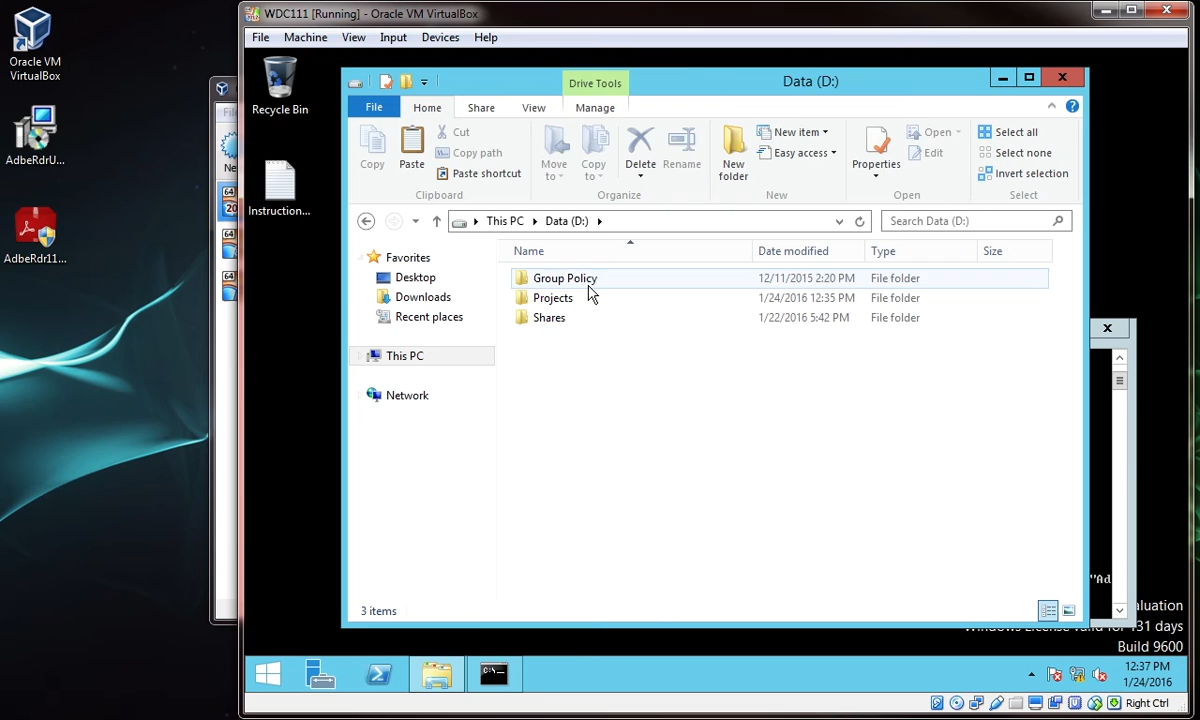 WDC111 [Running] - Oracle VM VirtualBox
File Machine View Input Devices Help
Oracle VM
VirtualBox
AdbeRdrU...
AdbeRdr11...
Recycle Bin
Instruction...
Drive Tools
Data (D:)
File Home Share View Manage
Copy
Paste
Cut
Copy path
Paste shortcut
Clipboard
Move to
Copy to
Delete
Rename
Organize
New folder
New item
Easy access
New
Properties
Open
Edit
Open
Select all
Select none
Invert selection
Select
This PC Data (D:)
Search Data (D:)
Name Date modified Type Size
Favorites
Desktop
Downloads
Recent places
This PC
Network
Group Policy 12/11/2015 2:20 PM File folder
Projects 1/24/2016 12:35 PM File folder
Shares 1/22/2016 5:42 PM File folder
3 items
"Ad
aluation
131 days
Build 9600
12:37 PM
1/24/2016
Right Ctrl